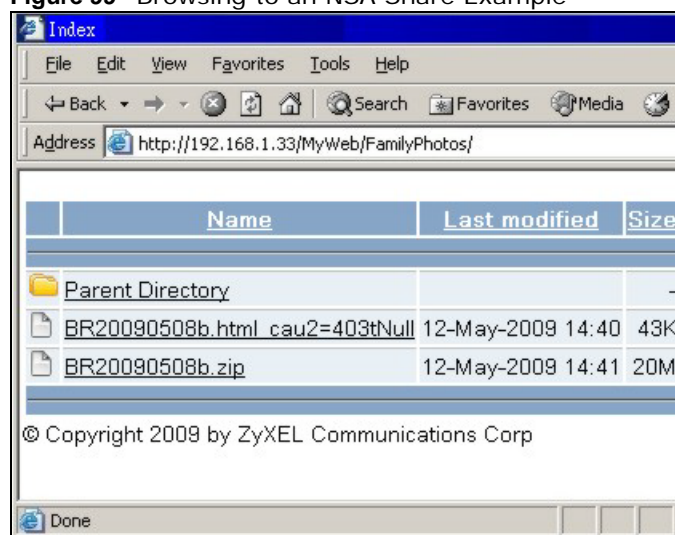 Figure 55 Browsing to an NSA Share Example
Index
File Edit View Favorites Tools Help
Back Search Favorites Media
Address http://192.168.1.33/MyWeb/FamilyPhotos/
Name Last modified Size
Parent Directory -
BR20090508b.html_cau2=403tNull 12-May-2009 14:40 43K
BR20090508b.zip 12-May-2009 14:41 20M
© Copyright 2009 by ZyXEL Communications Corp
Done